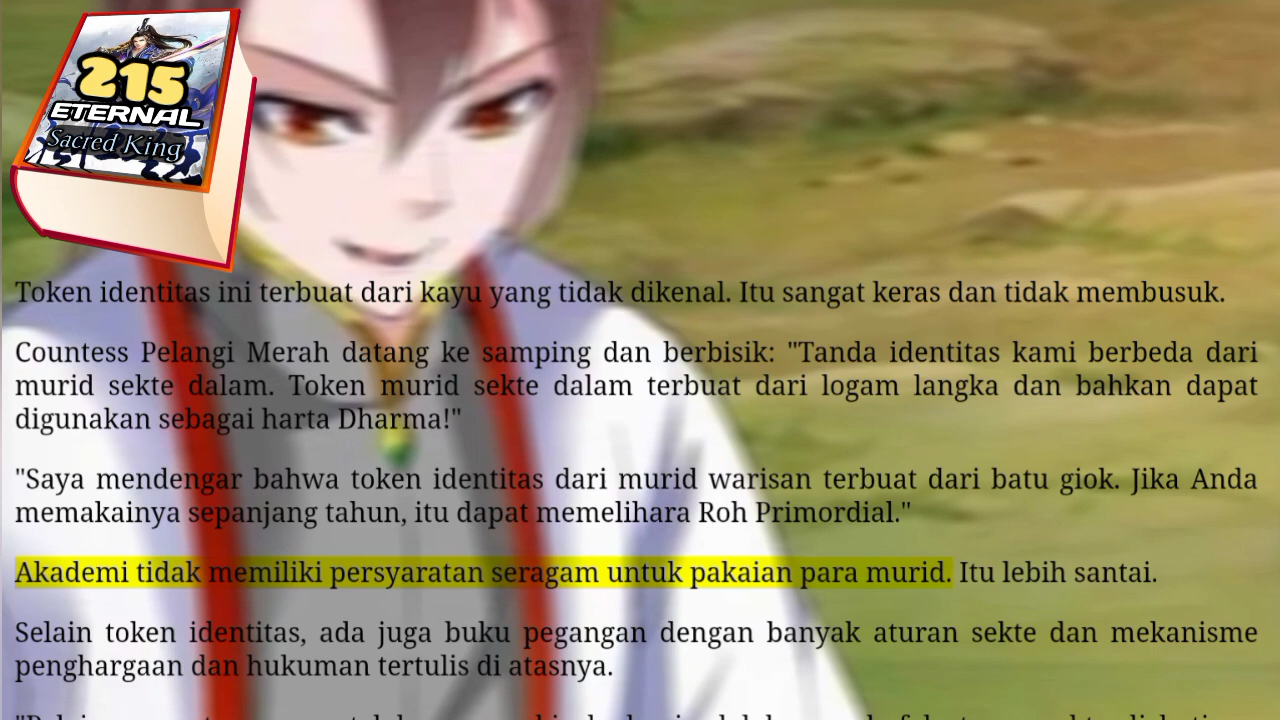 215
ETERNAL
Sacred King
Token identitas ini terbuat dari kayu yang tidak dikenal. Itu sangat keras dan tidak membusuk.
Countess Pelangi Merah datang ke samping dan berbisik: "Tanda identitas kami berbeda dari
murid sekte dalam. Token murid sekte dalam terbuat dari logam langka dan bahkan dapat
digunakan sebagai harta Dharma!"
"Saya mendengar bahwa token identitas dari murid warisan terbuat dari batu giok. Jika Anda
memakainya sepanjang tahun, itu dapat memelihara Roh Primordial."
Akademi tidak memiliki persyaratan seragam untuk pakaian para murid. Itu lebih santai.
Selain token identitas, ada juga buku pegangan dengan banyak aturan sekte dan mekanisme
penghargaan dan hukuman tertulis di atasnya.